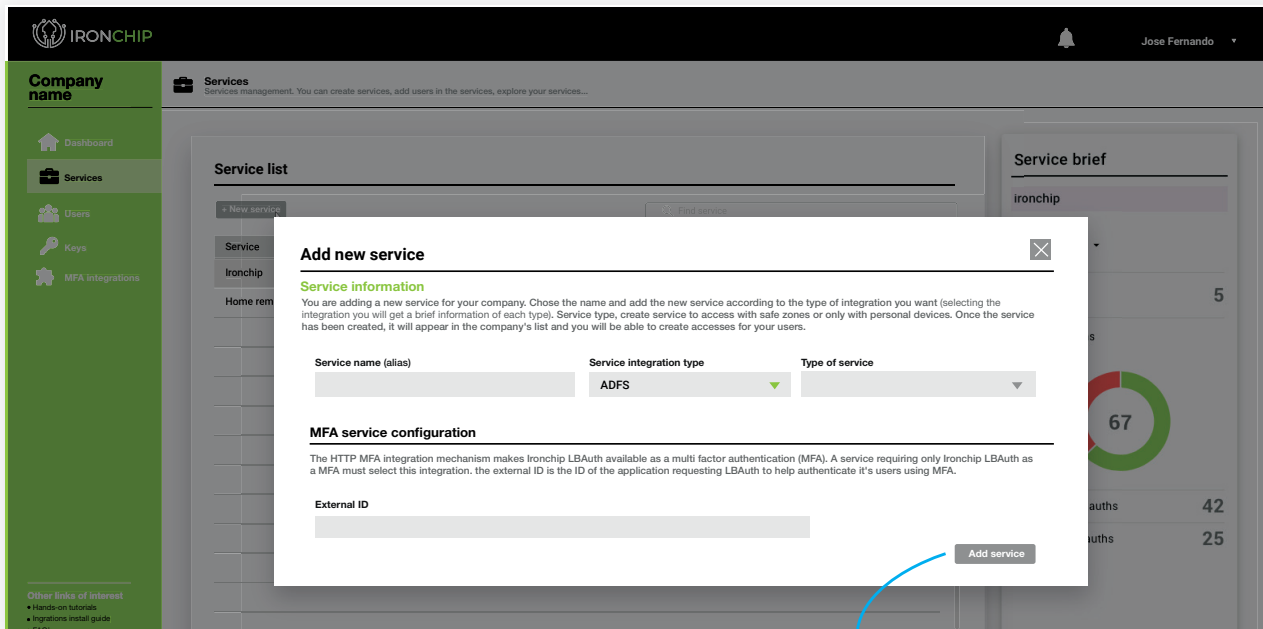 IRONCHIP
Jose Fernando
Company
name
Services
Services management. You can create services, add users in the services, explore your services...
Dashboard
Services
Users
Keys
MFA integrations
Other links of interest
Hands-on tutorials
Ingrations install guide
Service list
+ New service
Find service
Service
Ironchip
Home rem
Service brief
ironchip
5
s
67
auths
42
uths
25
Add new service
Service information
You are adding a new service for your company. Chose the name and add the new service according to the type of integration you want (selecting the
integration you will get a brief information of each type). Service type, create service to access with safe zones or only with personal devices. Once the service
has been created, it will appear in the company's list and you will be able to create accesses for your users.
Service name (alias)
Service integration type
Type of service
ADFS
MFA service configuration
The HTTP MFA integration mechanism makes Ironchip LBAuth available as a multi factor authentication (MFA). A service requiring only Ironchip LBAuth as
a MFA must select this integration. the external ID is the ID of the application requesting LBAuth to help authenticate it's users using MFA.
External ID
Add service